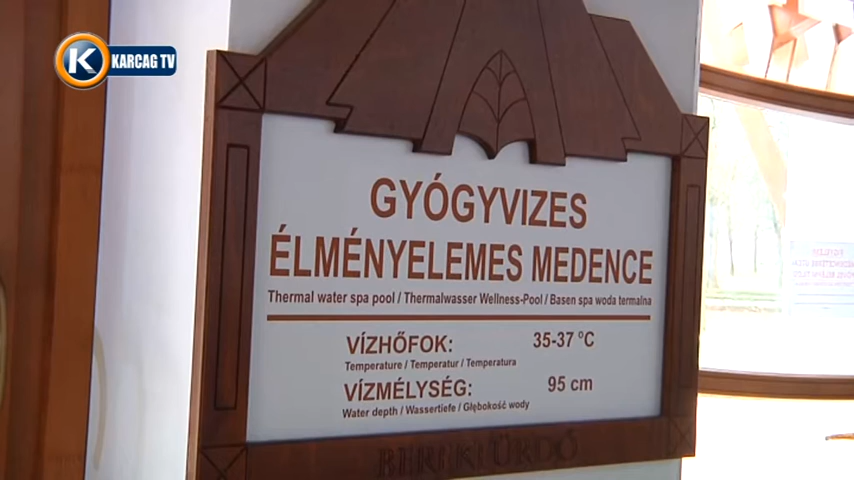 K KARCAG TV
GYÓGYVIZES
ÉLMÉNYELEMES MEDENCE
Thermal water spa pool / Thermalwasser Wellness-Pool / Basen spa woda termalna
VÍZHŐFOK: 35-37 °C
Temperature / Temperatur / Temperatura
VÍZMÉLYSÉG: 95 cm
Water depth / Wassertiefe / Głębokość wody
BEREKFÜRDŐ